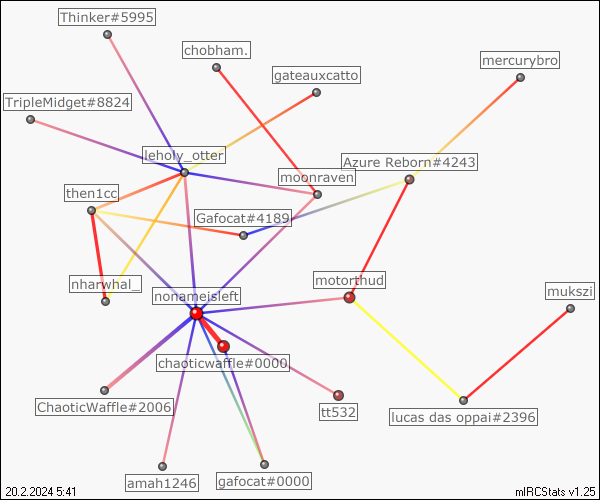 Thinker#5995
chobham.
mercurybro
gateauxcatto
TripleMidget#8824
leholy_otter
Azure Reborn#4243
moonraven
then1cc
Gafocat#4189
nharwhal_
motorthud
nonameisleft
mukszi
chaoticwaffle#0000
ChaoticWaffle#2006
tt532
lucas das oppai#2396
amah1246
gafocat#0000
20.2.2024 5:41
mIRCStats v1.25